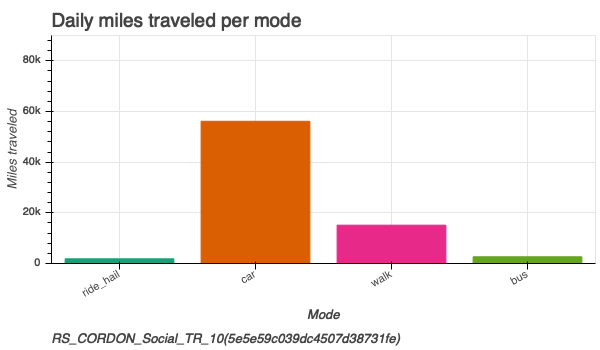 Daily miles traveled per mode
80k
60k
40k
20k
0
Miles traveled
ride_hail
car
walk
bus
Mode
RS_CORDON_Social_TR_10(5e5e59c039dc4507d38731fe)